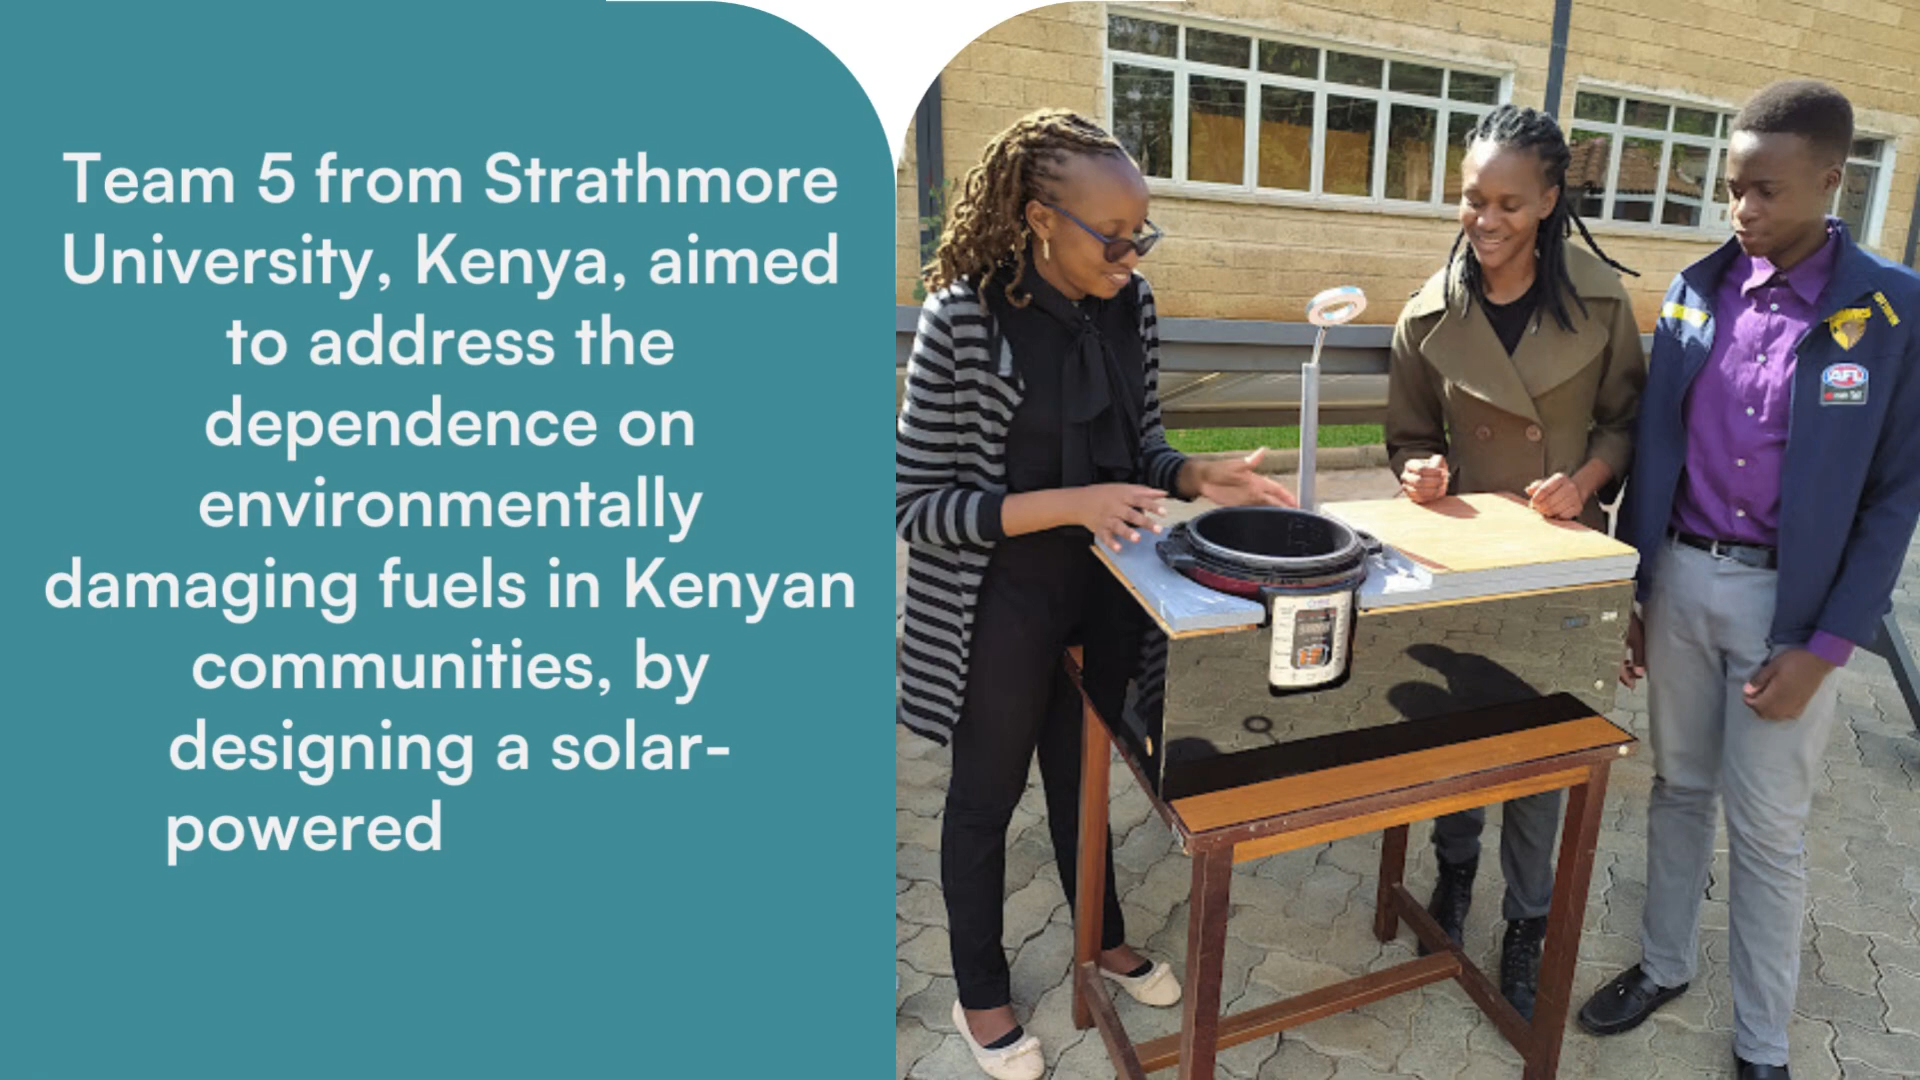 Team 5 from Strathmore
University, Kenya, aimed
to address the
dependence on
environmentally
damaging fuels in Kenyan
communities, by
designing a solar-
powered
AFL